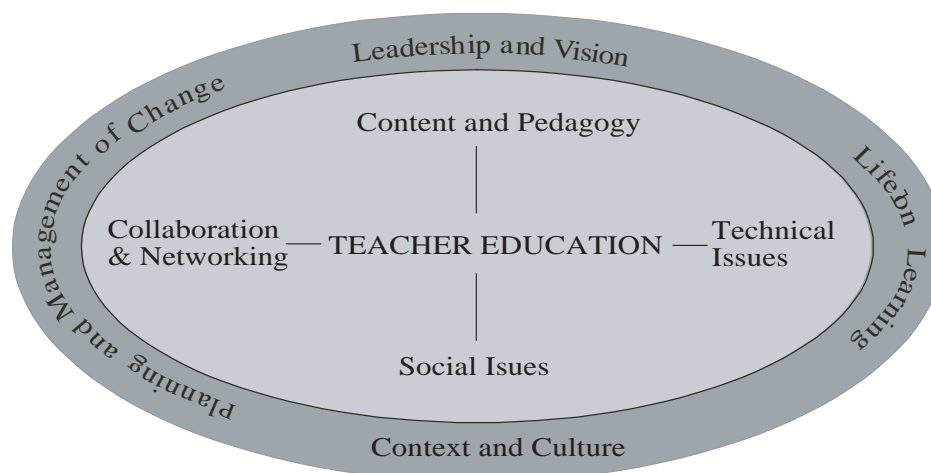 Leadership and Vision
Planning and Management of Change
Content and Pedagogy
Collaboration
& Networking
TEACHER EDUCATION
Technical
Issues
Lifebn Learning
Social Isues
Context and Culture